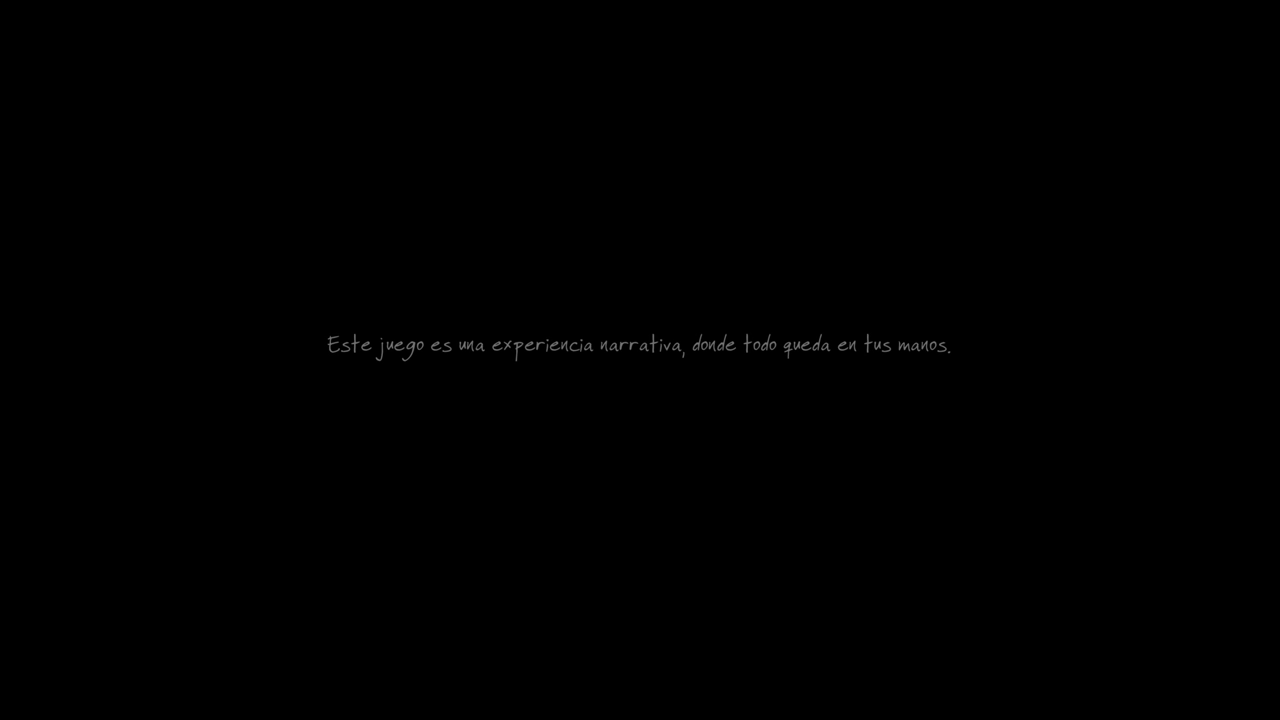 Este juego es una experiencia narrativa, donde todo queda en tus manos.